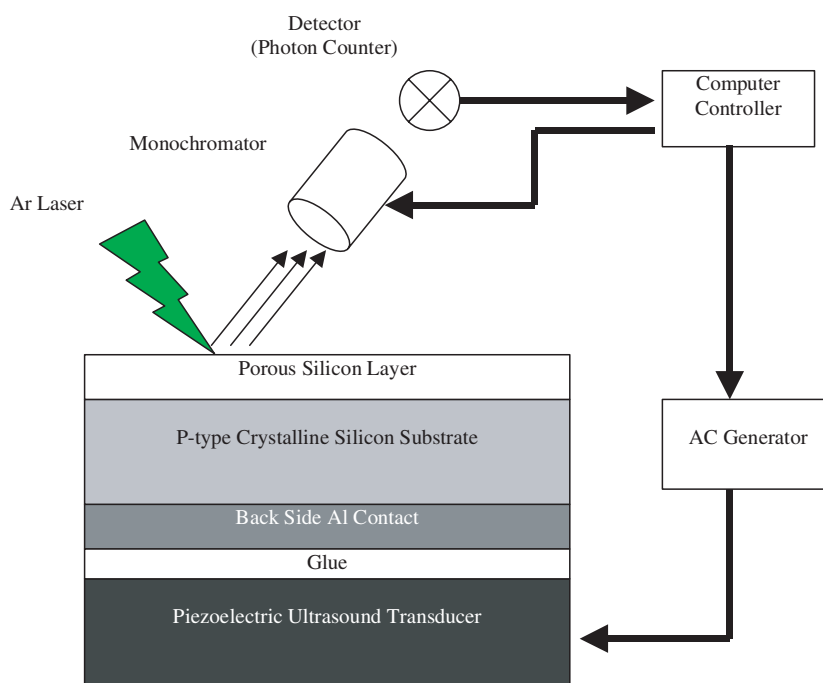 Detector
(Photon Counter)
Computer
Controller
Monochromator
Ar Laser
Porous Silicon Layer
P-type Crystalline Silicon Substrate
AC Generator
Back Side Al Contact
Glue
Piezoelectric Ultrasound Transducer